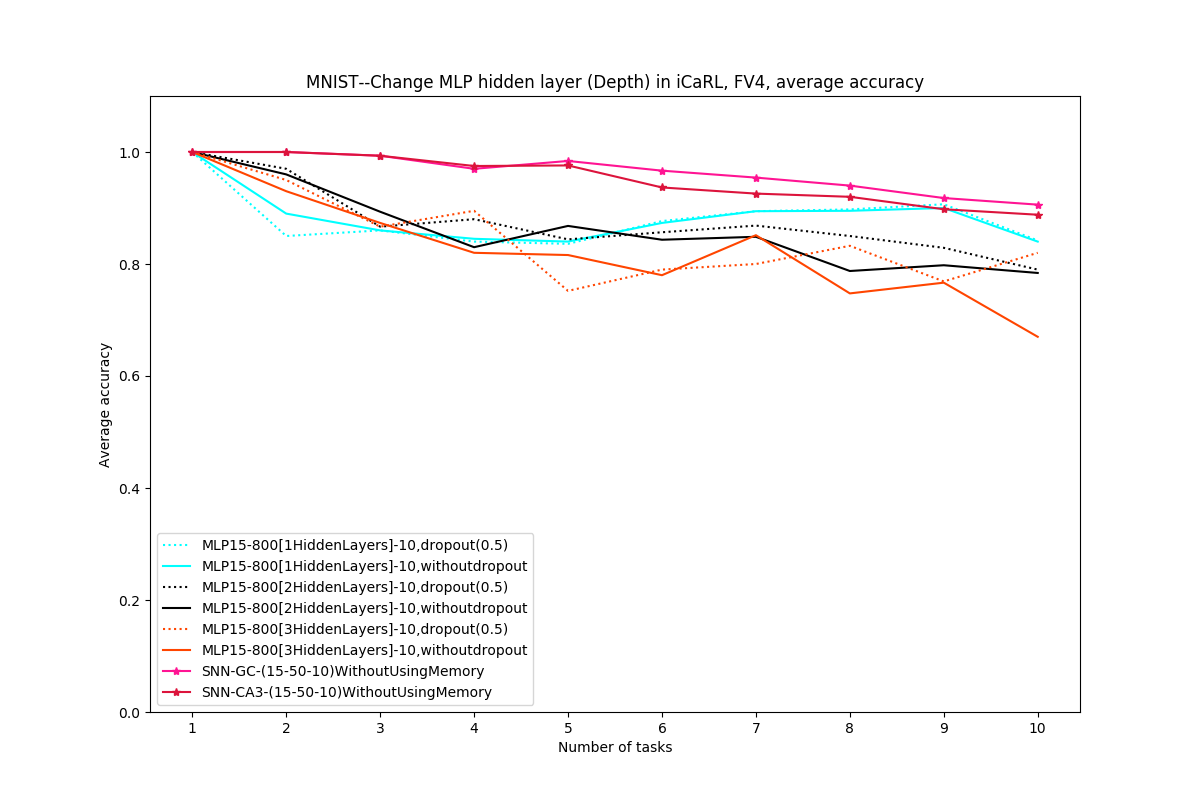 MNIST--Change MLP hidden layer (Depth) in iCaRL, FV4, average accuracy
Average accuracy
1.0
0.8
0.6
0.4
0.2
0.0
MLP15-800[1HiddenLayers]-10,dropout(0.5)
MLP15-800[1HiddenLayers]-10,withoutdropout
MLP15-800[2HiddenLayers]-10,dropout(0.5)
MLP15-800[2HiddenLayers]-10,withoutdropout
MLP15-800[3HiddenLayers]-10,dropout(0.5)
MLP15-800[3HiddenLayers]-10,withoutdropout
SNN-GC-(15-50-10)WithoutUsingMemory
SNN-CA3-(15-50-10)WithoutUsingMemory
1 2 3 4 5 6 7 8 9 10
Number of tasks